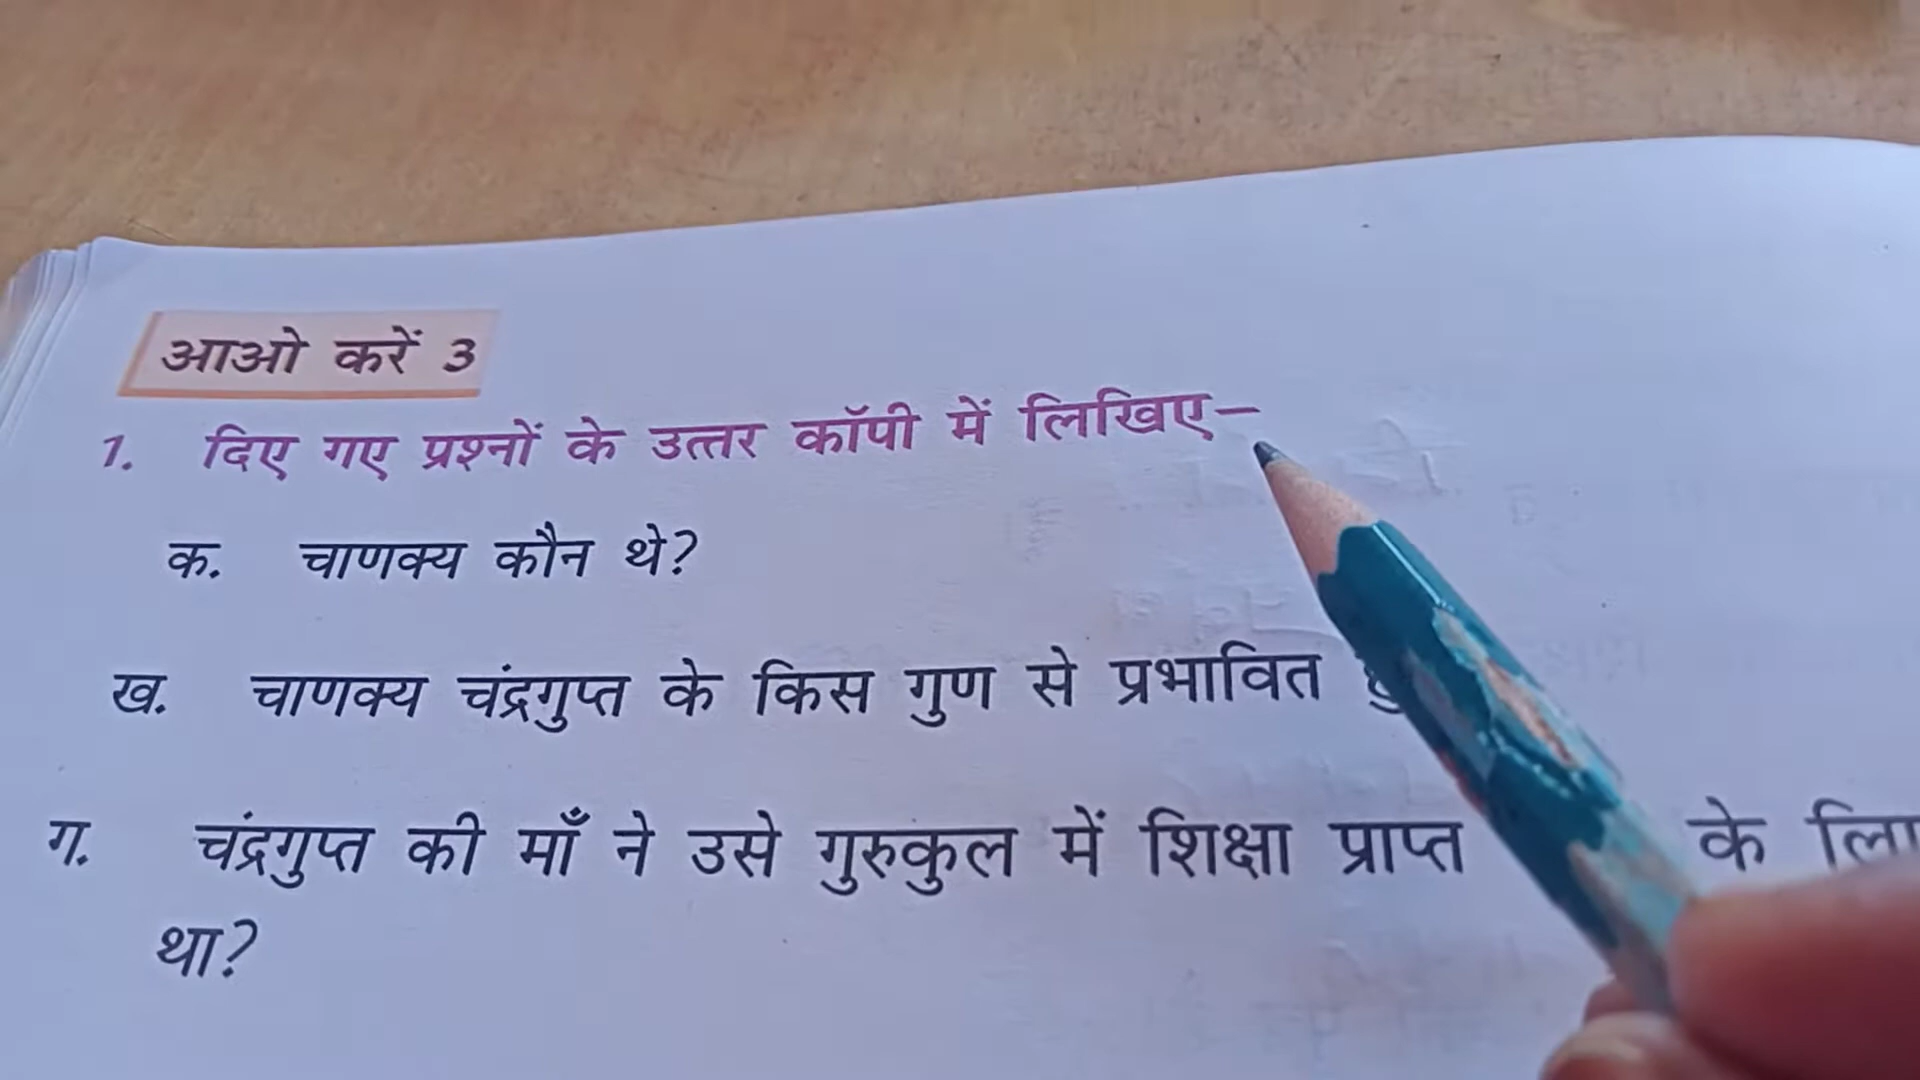 आओ करें 3
1. दिए गए प्रश्नों के उत्तर कॉपी में लिखिए–
क. चाणक्य कौन थे?
ख. चाणक्य चंद्रगुप्त के किस गुण से प्रभावित
ग. चंद्रगुप्त की माँ ने उसे गुरुकुल में शिक्षा प्राप्त के
था?